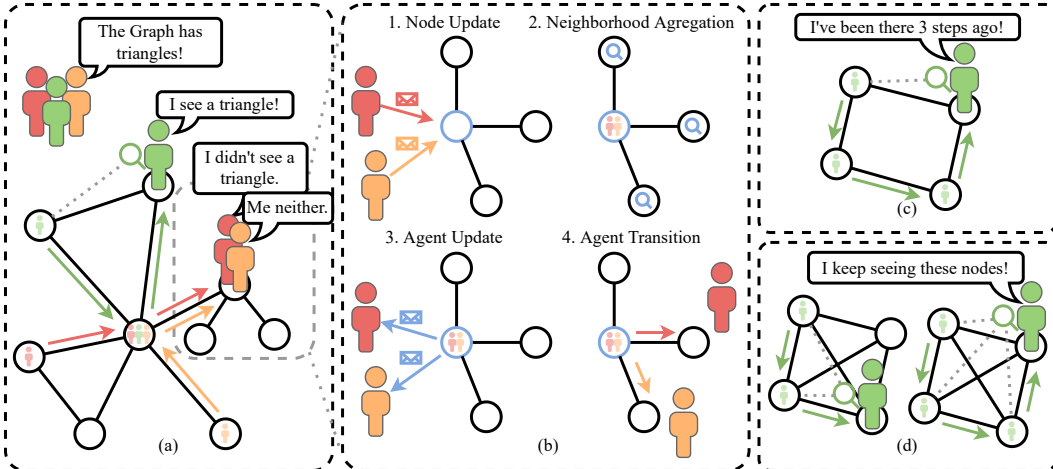 The Graph has
triangles!
I see a triangle!
I didn't see a
triangle.
Me neither.
(a)
1. Node Update
2. Neighborhood Agregation
3. Agent Update
4. Agent Transition
(b)
I've been there 3 steps ago!
(c)
I keep seeing these nodes!
(d)